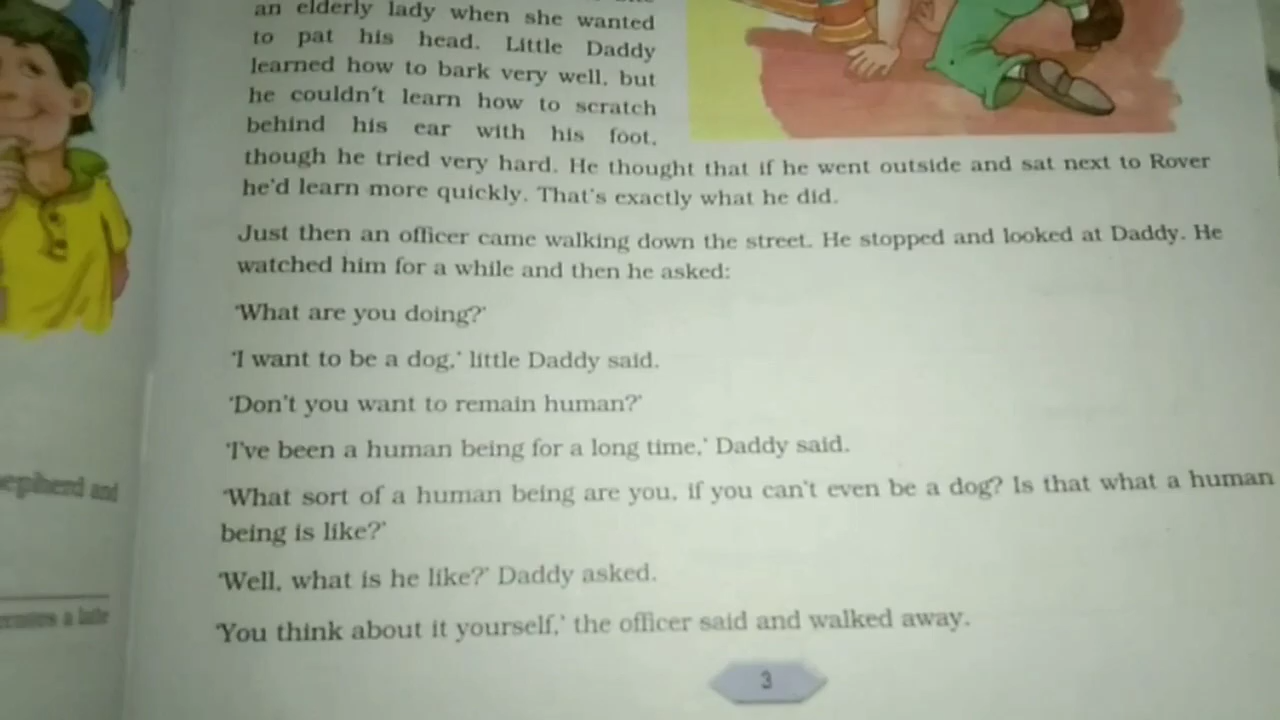 an elderly lady when she wanted
to pat his head. Little Daddy
learned how to bark very well, but
he couldn't learn how to scratch
behind his ear with his foot,
though he tried very hard. He thought that if he went outside and sat next to Rover
he'd learn more quickly. That's exactly what he did.
Just then an officer came walking down the street. He stopped and looked at Daddy. He
watched him for a while and then he asked:
'What are you doing?'
'I want to be a dog,' little Daddy said.
'Don't you want to remain human?'
'I've been a human being for a long time,' Daddy said.
'What sort of a human being are you, if you can't even be a dog? Is that what a human
being is like?'
'Well, what is he like?' Daddy asked.
'You think about it yourself,' the officer said and walked away.
3
and
a